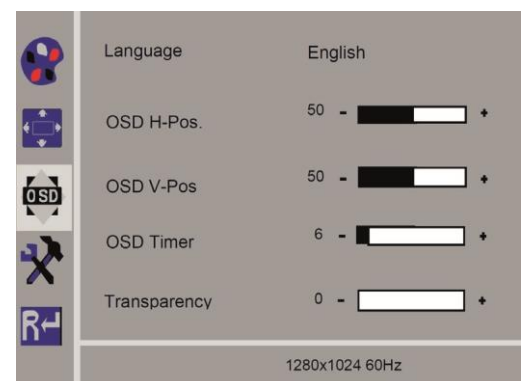 Language English
OSD H-Pos. 50 - +
OSD V-Pos 50 - +
OSD
OSD Timer 6 - +
Transparency 0 - +
R↵
1280x1024 60Hz